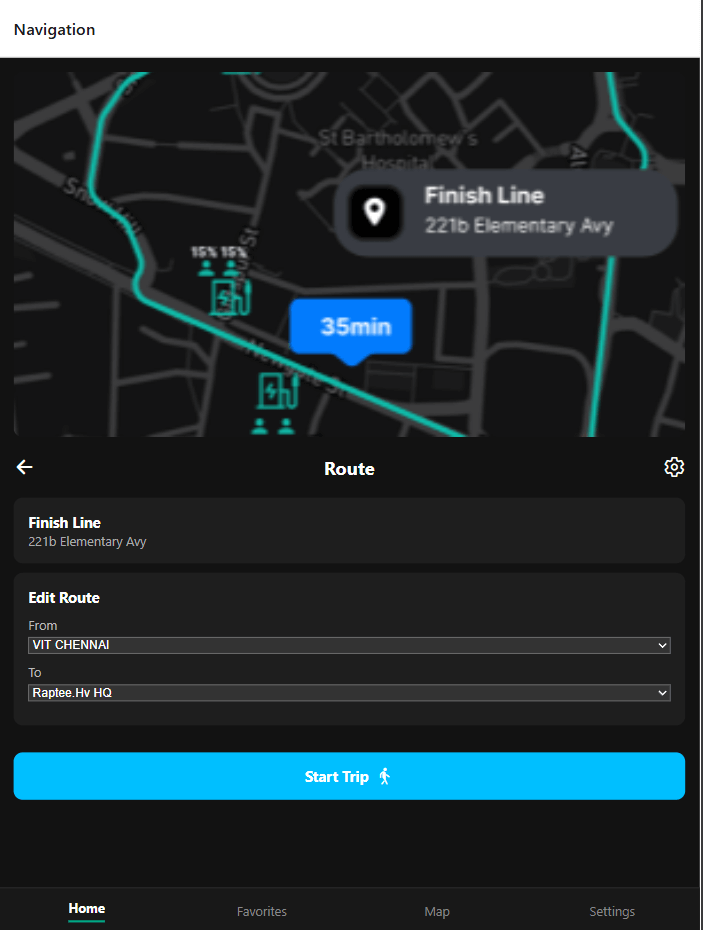 Navigation
St Bartholomew's
Hospital
Finish Line
221b Elementary Avy
15% 15%
35min
Route
Finish Line
221b Elementary Avy
Edit Route
From
VIT CHENNAI
To
Raptee.Hv HQ
Start Trip
Home
Favorites
Map
Settings